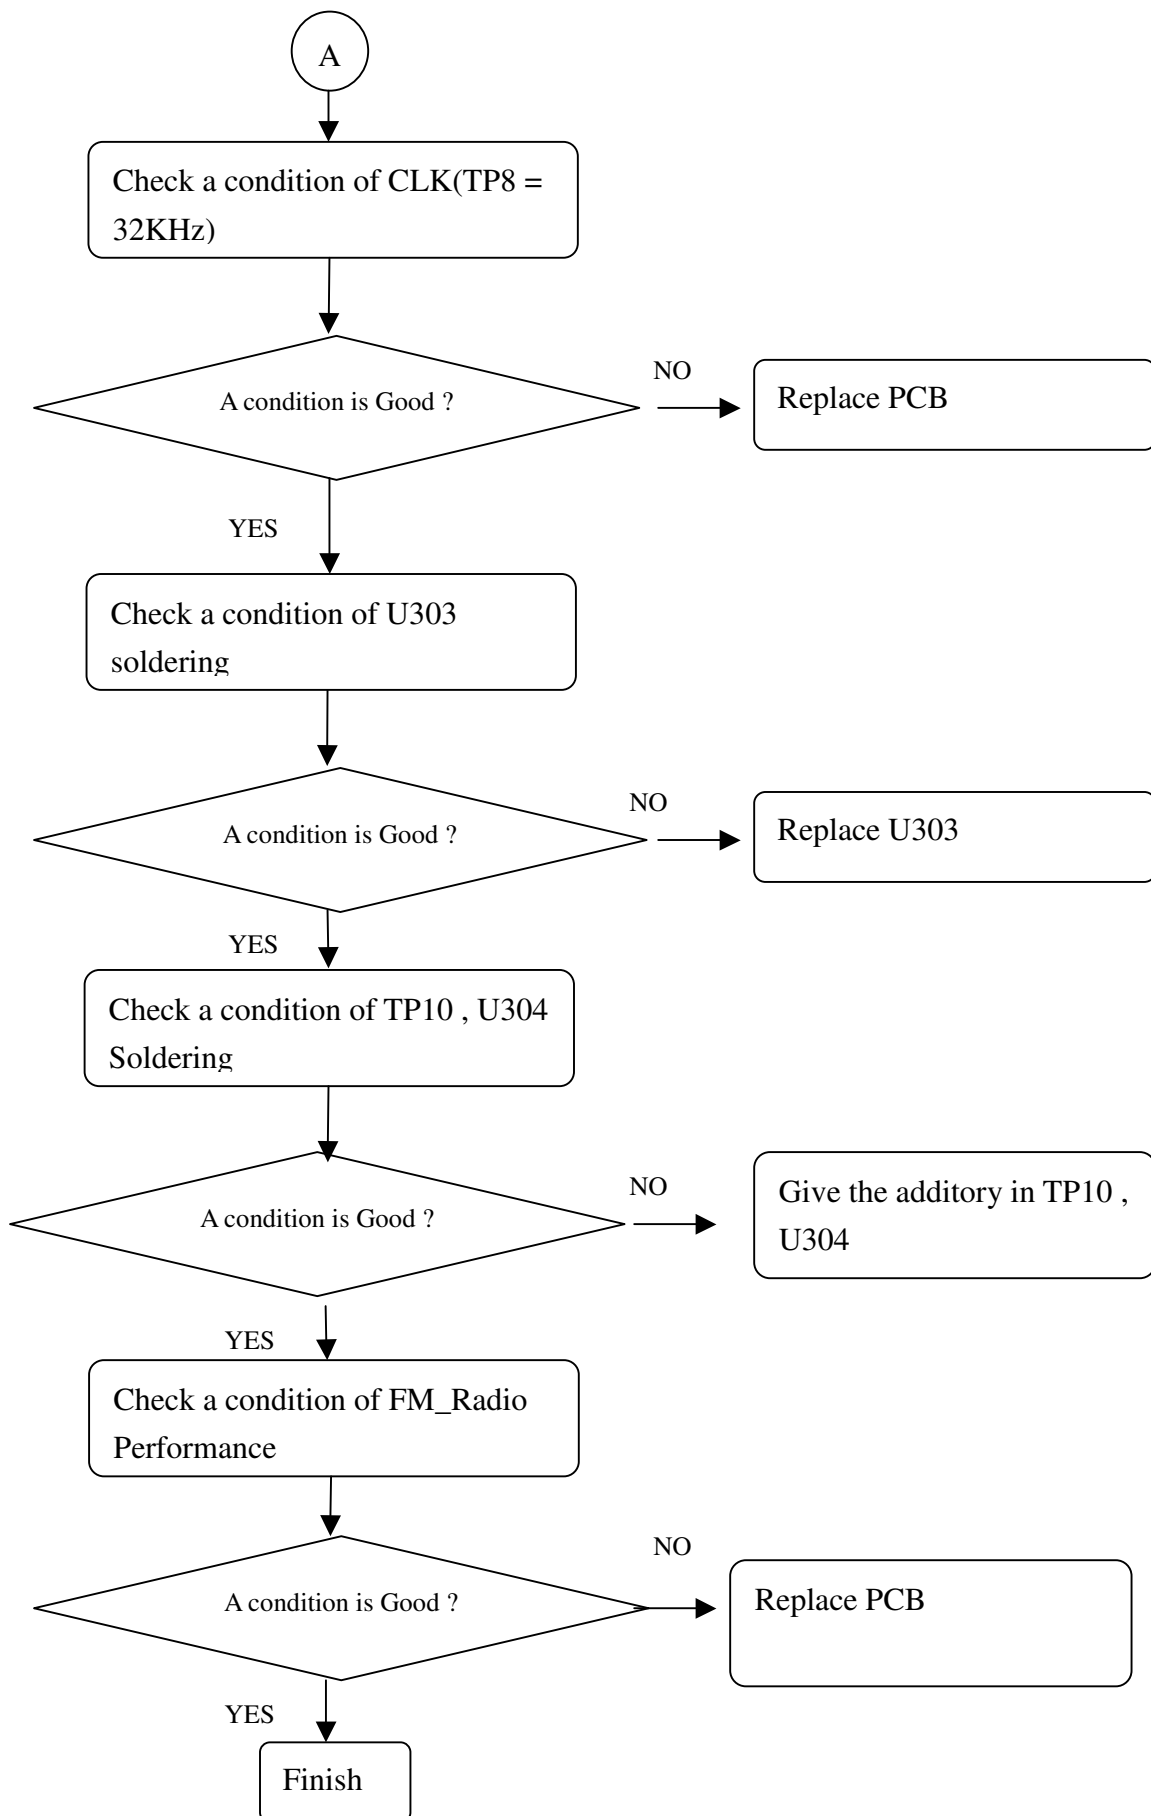 A
Check a condition of CLK(TP8 =
32KHz)
A condition is Good ?
NO
Replace PCB
YES
Check a condition of U303
soldering
A condition is Good ?
NO
Replace U303
YES
Check a condition of TP10 , U304
Soldering
A condition is Good ?
NO
Give the additory in TP10 ,
U304
YES
Check a condition of FM_Radio
Performance
A condition is Good ?
NO
Replace PCB
YES
Finish